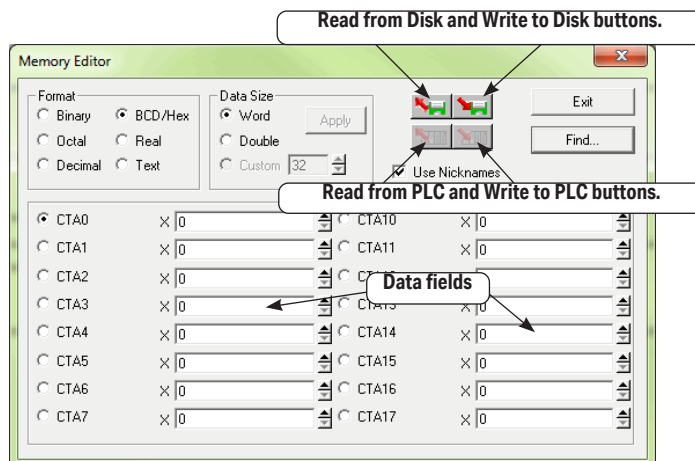 Read from Disk and Write to Disk buttons.
Memory Editor
Format
Binary BCD/Hex
Octal Real
Decimal Text
Data Size
Word
Double
Custom 32
Apply
Exit
Find...
Use Nicknames
Read from PLC and Write to PLC buttons.
CTA0 X 0 CTA10 X 0
CTA1 X 0 CTA11 X 0
CTA2 X 0
Data fields
CTA3 X 0
CTA4 X 0 CTA14 X 0
CTA5 X 0 CTA15 X 0
CTA6 X 0 CTA16 X 0
CTA7 X 0 CTA17 X 0